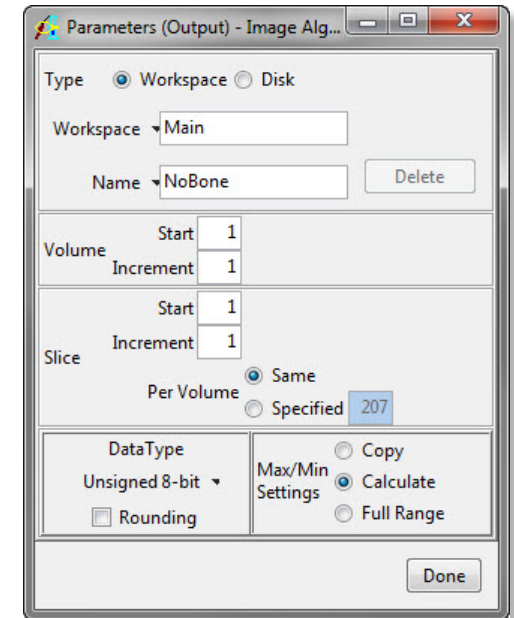 Parameters (Output) - Image Alg...
Type Workspace Disk
Workspace Main
Name NoBone Delete
Volume
Start 1
Increment 1
Slice
Start 1
Increment 1
Per Volume Same
Specified 207
DataType
Unsigned 8-bit
Rounding
Max/Min
Settings
Copy
Calculate
Full Range
Done